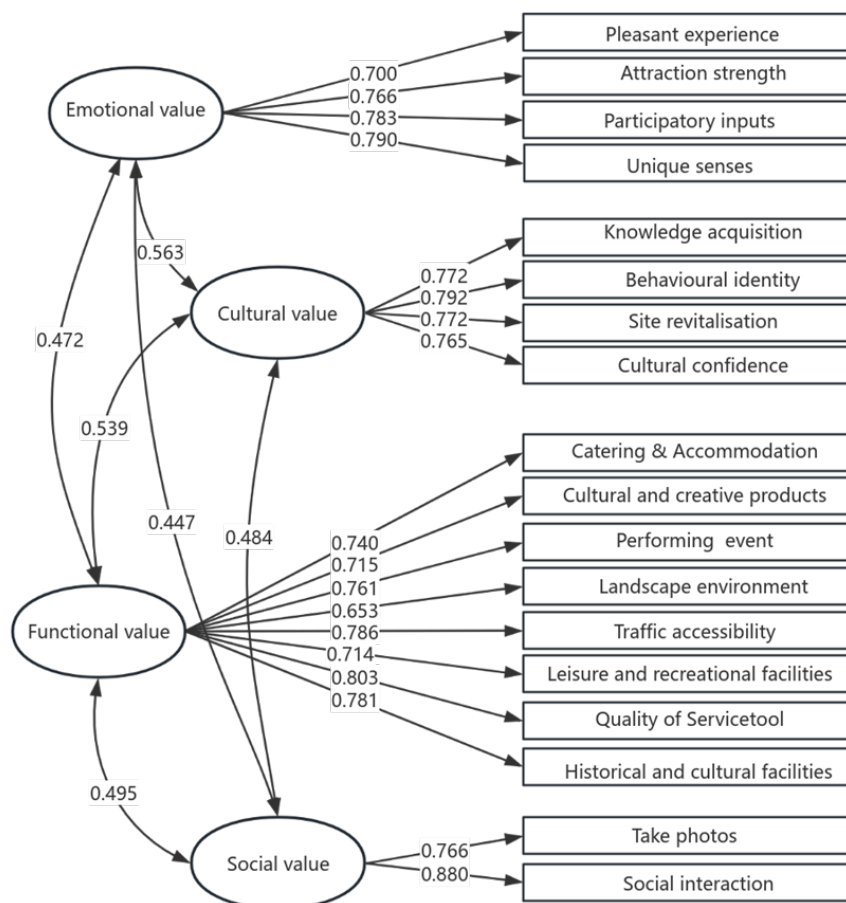 Pleasant experience
0.700
Attraction strength
0.766
Emotional value
Participatory inputs
0.783
0.790
Unique senses
Knowledge acquisition
0.563
0.772
Behavioural identity
0.792
Cultural value
Site revitalisation
0.772
0.765
Cultural confidence
0.472
0.539
Catering & Accommodation
Cultural and creative products
0.447
0.484
0.740
Performing event
0.715
0.761
Landscape environment
0.653
Functional value
0.786
Traffic accessibility
0.714
Leisure and recreational facilities
0.803
0.781
Quality of Servicetool
Historical and cultural facilities
0.495
Take photos
0.766
Social value
0.880
Social interaction